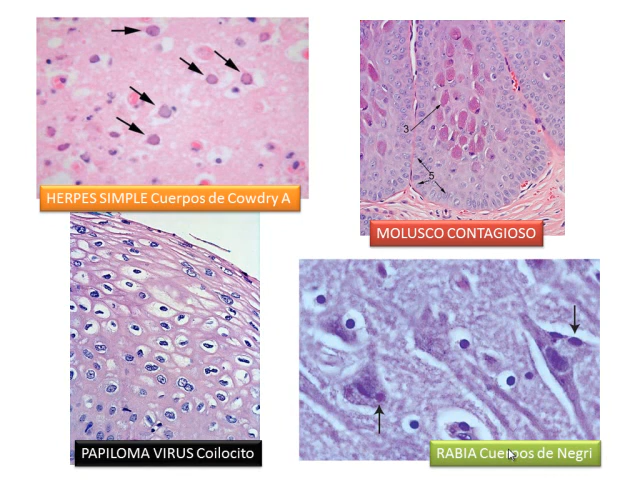 HERPES SIMPLE Cuerpos de Cowdry A
3
5
MOLUSCO CONTAGIOSO
PAPILOMA VIRUS Coilocito
RABIA Cuerpos de Negri